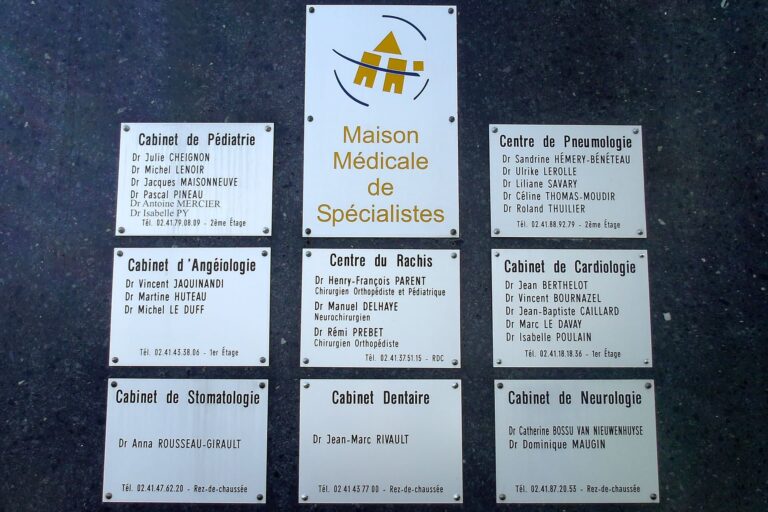 Maison
Médicale
de
Spécialistes
Cabinet de Pédiatrie
Dr Julie CHEIGNON
Dr Michel LENOIR
Dr Jacques MAISONNEUVE
Dr Pascal PINEAU
Dr Antoine MERCIER
Dr Isabelle PY
Tél. 02.41.79.08.09 - 2ème Étage
Centre de Pneumologie
Dr Sandrine HÉMERY-BÉNÉTEAU
Dr Ulrike LEROLLE
Dr Liliane SAVARY
Dr Céline THOMAS-MOUDIR
Dr Roland THUILIER
Tél. 02.41.88.92.79 - 2ème Étage
Cabinet d'Angéiologie
Dr Vincent JAQUINANDI
Dr Martine HUTEAU
Dr Michel LE DUFF
Tél. 02.41.43.38.06 - 1er Étage
Centre du Rachis
Dr Henry-François PARENT
Chirurgien Orthopédiste et Pédiatrique
Dr Manuel DELHAYE
Neurochirurgien
Dr Rémi PREBET
Chirurgien Orthopédiste
Tél. 02.41.37.51.15 - RDC
Cabinet de Cardiologie
Dr Jean BERTHELOT
Dr Vincent BOURNAZEL
Dr Jean-Baptiste CAILLARD
Dr Marc LE DAVAY
Dr Isabelle POULAIN
Tél. 02.41.18.18.36 - 1er Étage
Cabinet de Stomatologie
Dr Anna ROUSSEAU-GIRAULT
Tél. 02.41.47.62.20 - Rez-de-chaussée
Cabinet Dentaire
Dr Jean-Marc RIVAULT
Tél. 02 41 43 77 00 - Rez-de-chaussée
Cabinet de Neurologie
Dr Catherine BOSSU VAN NIEUWENHUYSE
Dr Dominique MAUGIN
Tél. 02.41.87.20.53 - Rez-de-chaussée